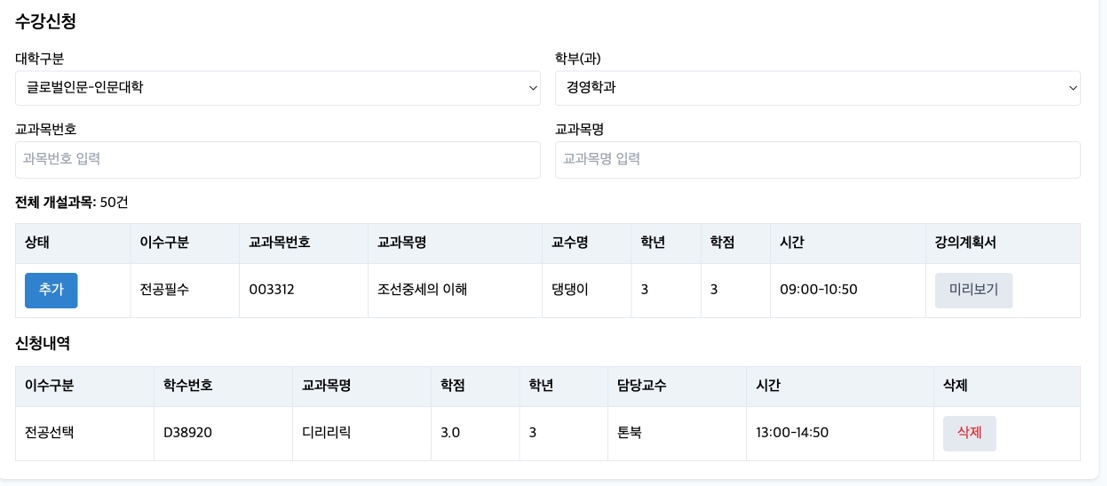 수강신청
대학구분 학부(과)
글로벌인문-인문대학 경영학과
교과목번호 교과목명
과목번호 입력 교과목명 입력
전체 개설과목: 50건
상태 이수구분 교과목번호 교과목명 교수명 학년 학점 시간 강의계획서
추가 전공필수 003312 조선중세의 이해 댕댕이 3 3 09:00-10:50 미리보기
신청내역
이수구분 학수번호 교과목명 학점 학년 담당교수 시간 삭제
전공선택 D38920 디리리릭 3.0 3 톤북 13:00-14:50 삭제